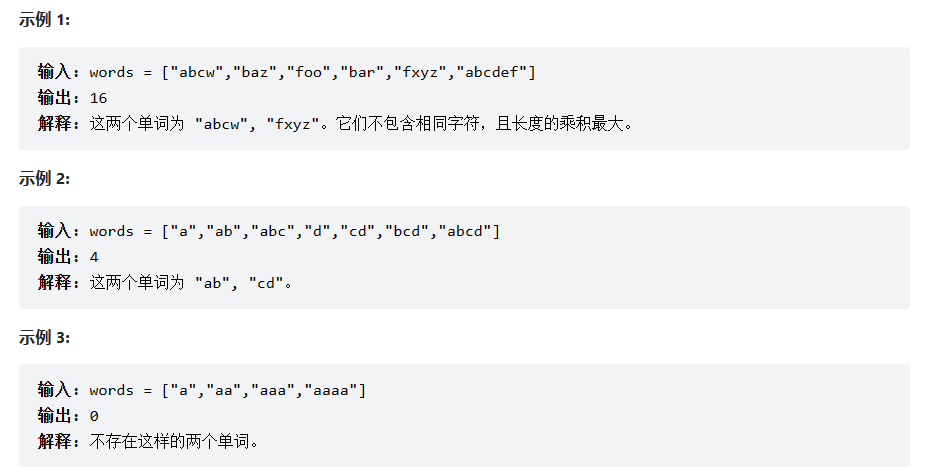 示例 1:
输入：words = ["abcw","baz","foo","bar","fxyz","abcdef"]
输出：16
解释：这两个单词为 "abcw", "fxyz"。它们不包含相同字符，且长度的乘积最大。
示例 2:
输入：words = ["a","ab","abc","d","cd","bcd","abcd"]
输出：4
解释：这两个单词为 "ab", "cd"。
示例 3:
输入：words = ["a","aa","aaa","aaaa"]
输出：0
解释：不存在这样的两个单词。